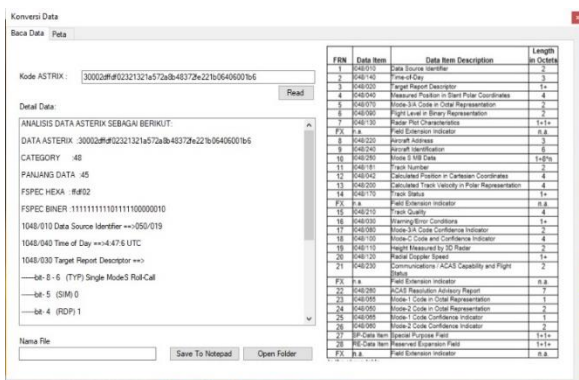 Konversi Data
Baca Data Peta
Kode ASTRIX : 30002dffdf02321321a572a8b48372fe221b06406001b6
Read
Detail Data:
ANALISIS DATA ASTERIX SEBAGAI BERIKUT:
DATA ASTERIX :30002dffdf02321321a572a8b48372fe221b06406001b6
CATEGORY :48
PANJANG DATA :45
FSPEC HEXA : ffdf02
FSPEC BINER :111111111101111100000010
1048/010 Data Source Identifier ==>050/019
1048/040 Time of Day ==>4:47:6 UTC
1048/030 Target Report Descriptor ==>
-----bit- 8 - 6 (TYP) Single ModeS Roll-Call
-----bit- 5 (SIM) 0
-----bit- 4 (RDP) 1
Nama File
Save To Notepad Open Folder
FRN Data Item Data Item Description Length in Octets
1 I048/010 Data Source Identifier 2
2 I048/140 Time-of-Day 3
3 I048/020 Target Report Descriptor 1+
4 I048/040 Measured Position in Slant Polar Coordinates 4
5 I048/070 Mode-3/A Code in Octal Representation 2
6 I048/090 Flight Level in Binary Representation 2
7 I048/130 Radar Plot Characteristics 1+1+
FX n.a. Field Extension Indicator n.a.
8 I048/220 Aircraft Address 3
9 I048/240 Aircraft Identification 6
10 I048/250 Mode S MB Data 1+8*n
11 I048/161 Track Number 2
12 I048/042 Calculated Position in Cartesian Coordinates 4
13 I048/200 Calculated Track Velocity in Polar Representation 4
14 I048/170 Track Status 1+
FX n.a. Field Extension Indicator n.a.
15 I048/210 Track Quality 4
16 I048/030 Warning/Error Conditions 1+
17 I048/080 Mode-3/A Code Confidence Indicator 2
18 I048/100 Mode-C Code and Confidence Indicator 4
19 I048/110 Height Measured by 3D Radar 2
20 I048/120 Radial Doppler Speed 1+
21 I048/230 Communications / ACAS Capability and Flight Status 2
FX n.a. Field Extension Indicator n.a.
22 I048/260 ACAS Resolution Advisory Report 7
23 I048/055 Mode-1 Code in Octal Representation 1
24 I048/050 Mode-2 Code in Octal Representation 2
25 I048/065 Mode-1 Code Confidence Indicator 1
26 I048/060 Mode-2 Code Confidence Indicator 2
27 SP-Data Item Special Purpose Field 1+1+
28 RE-Data Item Reserved Expansion Field 1+1+
FX n.a. Field Extension Indicator n.a.